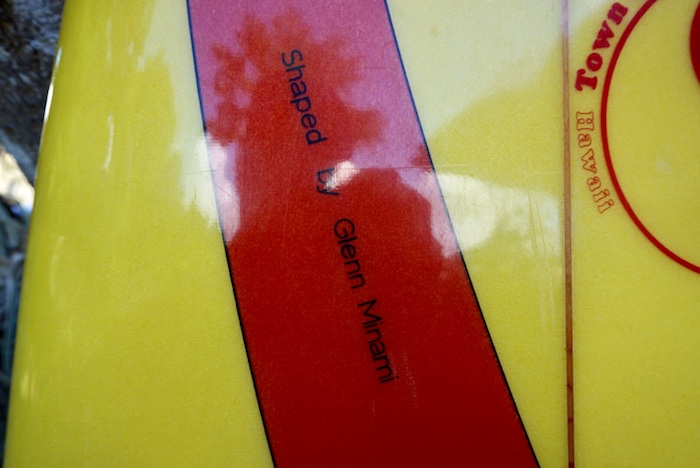 Shaped by Glenn Minami
Town
Hawaii